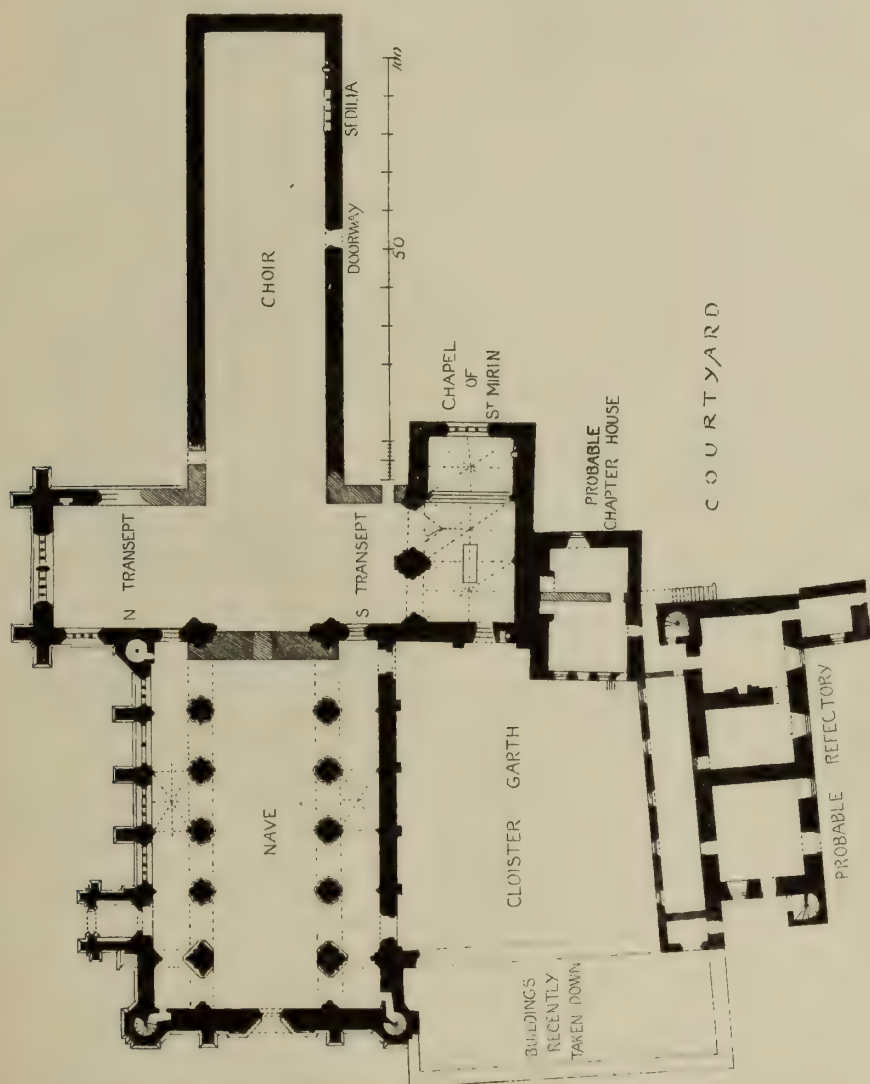 SEDILIA
100
DOORWAY
50
CHOIR
CHAPEL
OF
ST MIRIN
PROBABLE
CHAPTER HOUSE
COURTYARD
N TRANSEPT
S TRANSEPT
NAVE
CLOISTER GARTH
PROBABLE REFECTORY
BUILDINGS
RECENTLY
TAKEN DOWN